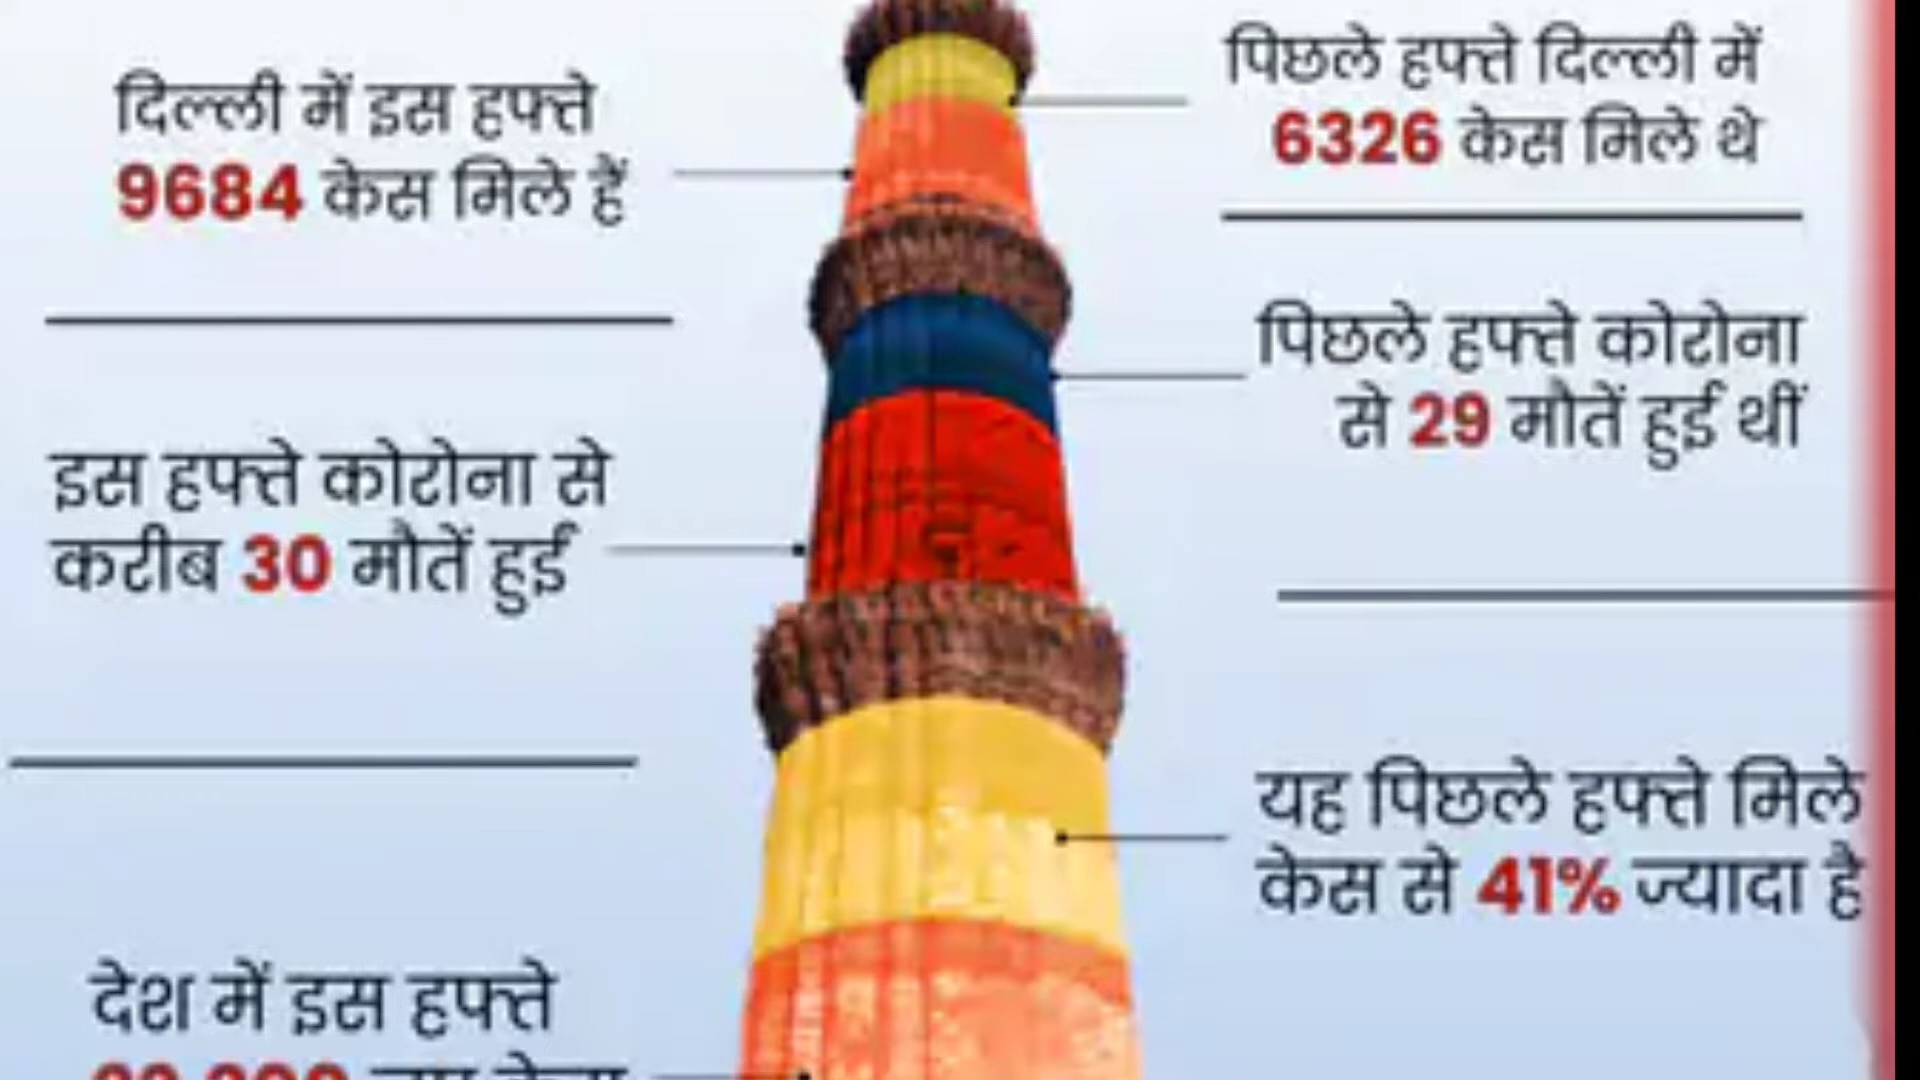 दिल्ली में इस हफ्ते
9684 केस मिले हैं
पिछले हफ्ते दिल्ली में
6326 केस मिले थे
इस हफ्ते कोरोना से
करीब 30 मौतें हुईं
पिछले हफ्ते कोरोना
से 29 मौतें हुईं थीं
देश में इस हफ्ते
यह पिछले हफ्ते मिले
केस से 41% ज्यादा है